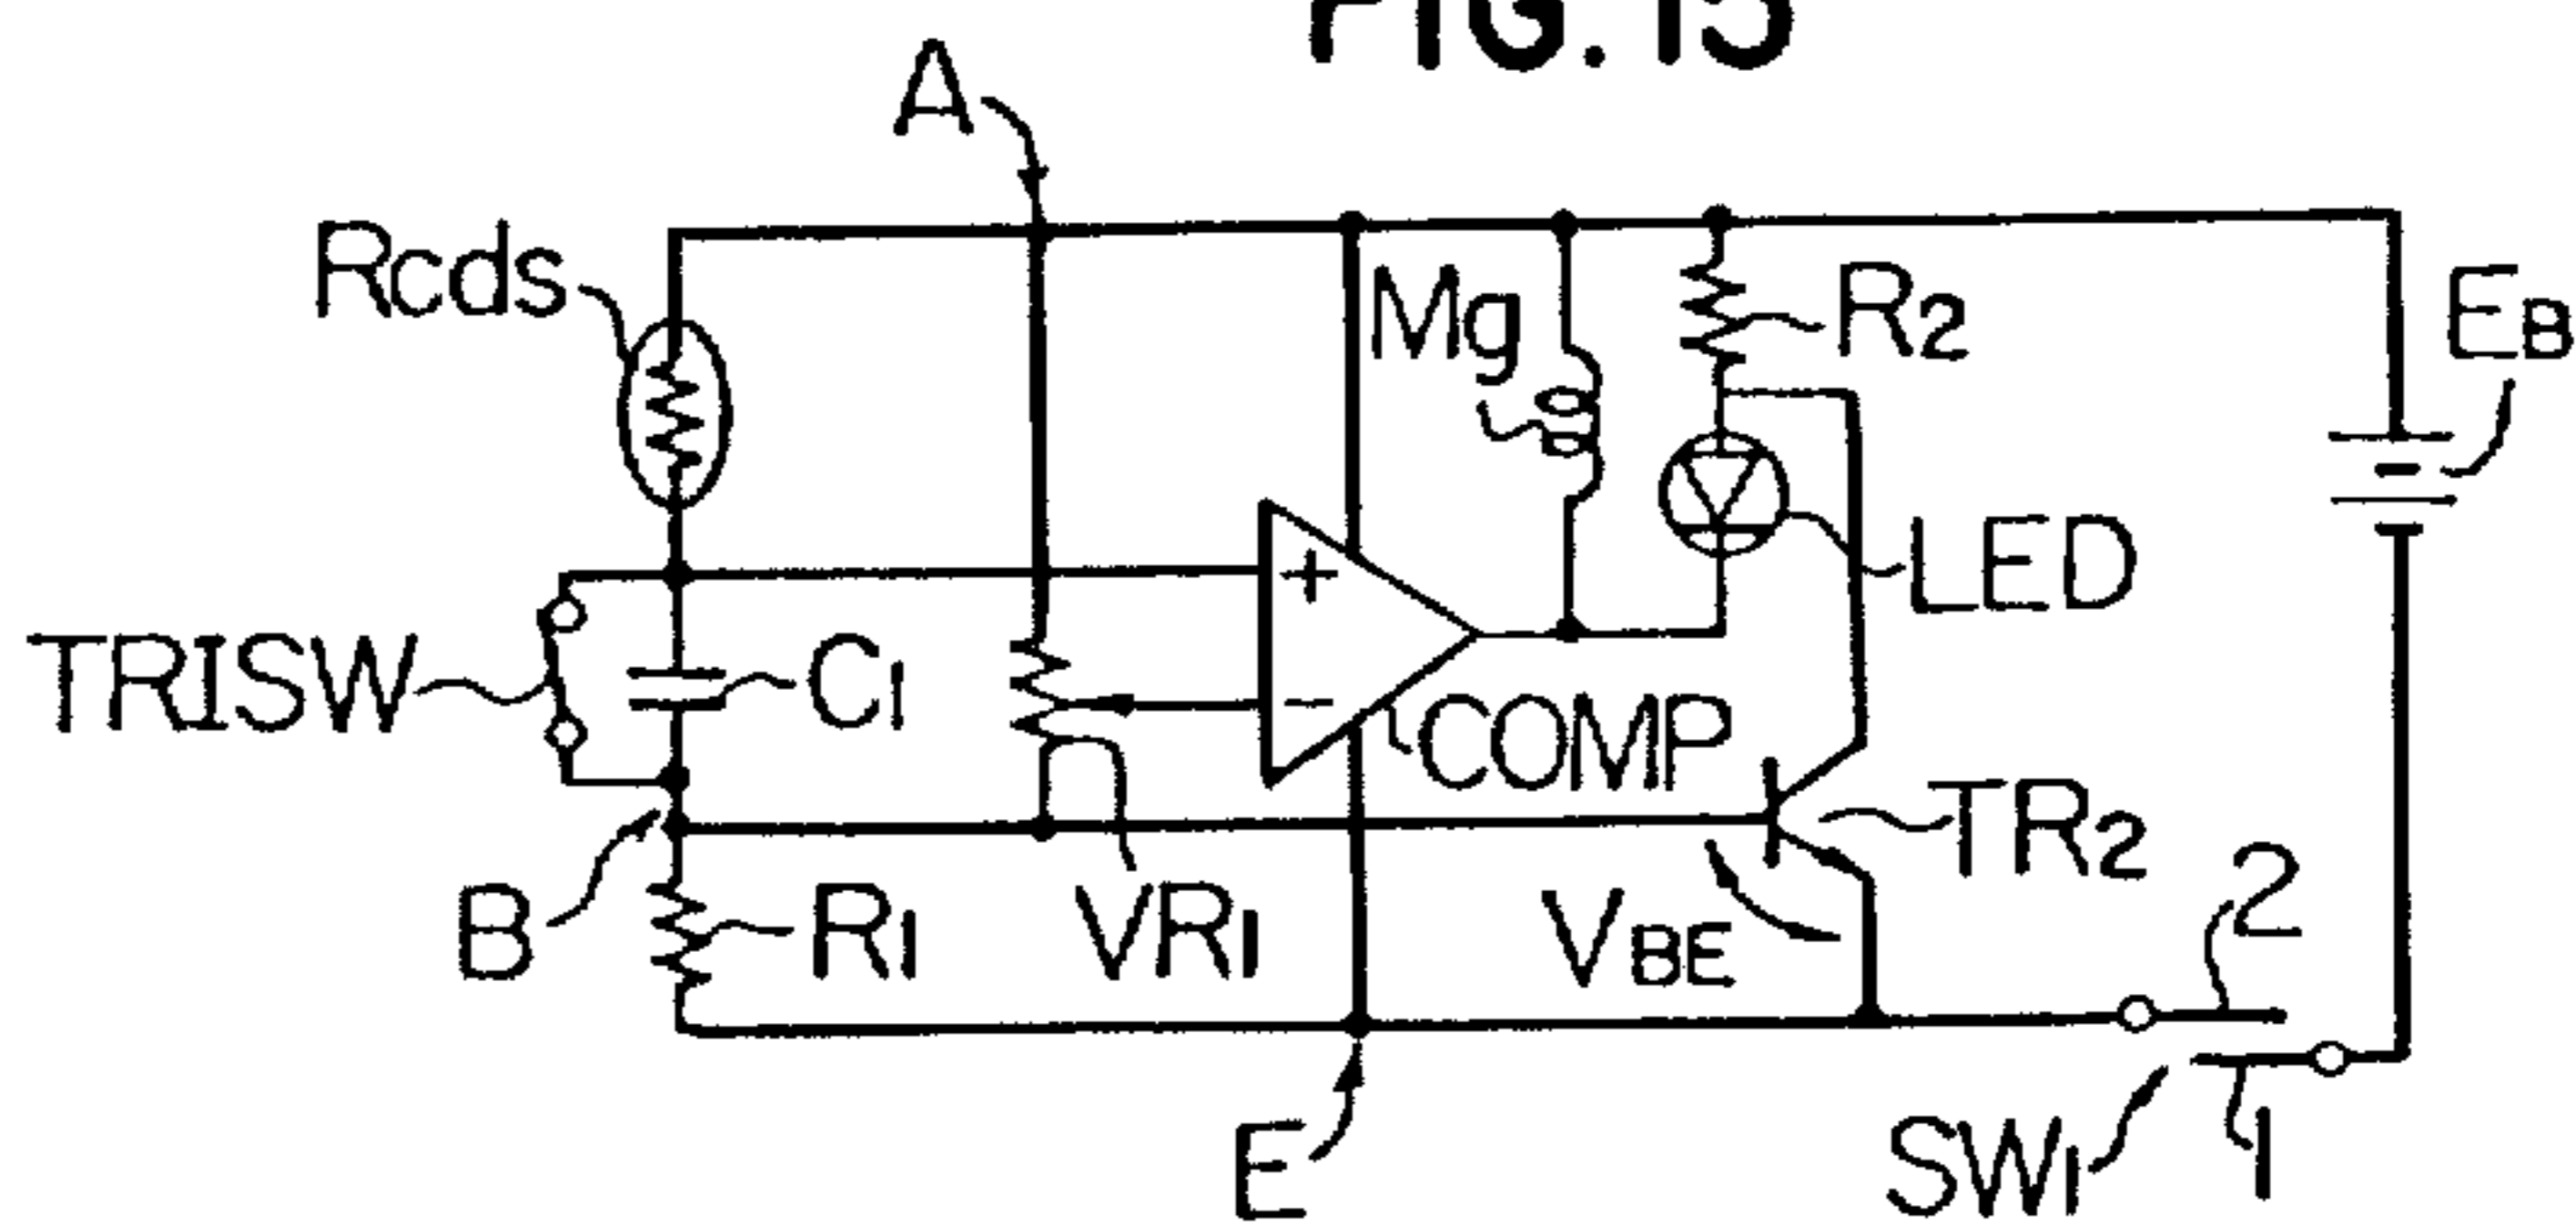 FIG.15
A
Rcds
Mg
R2
EB
LED
TRISW
C1
+
-
COMP
TR2
B
R1
VR1
VBE
2
E
SW1
1